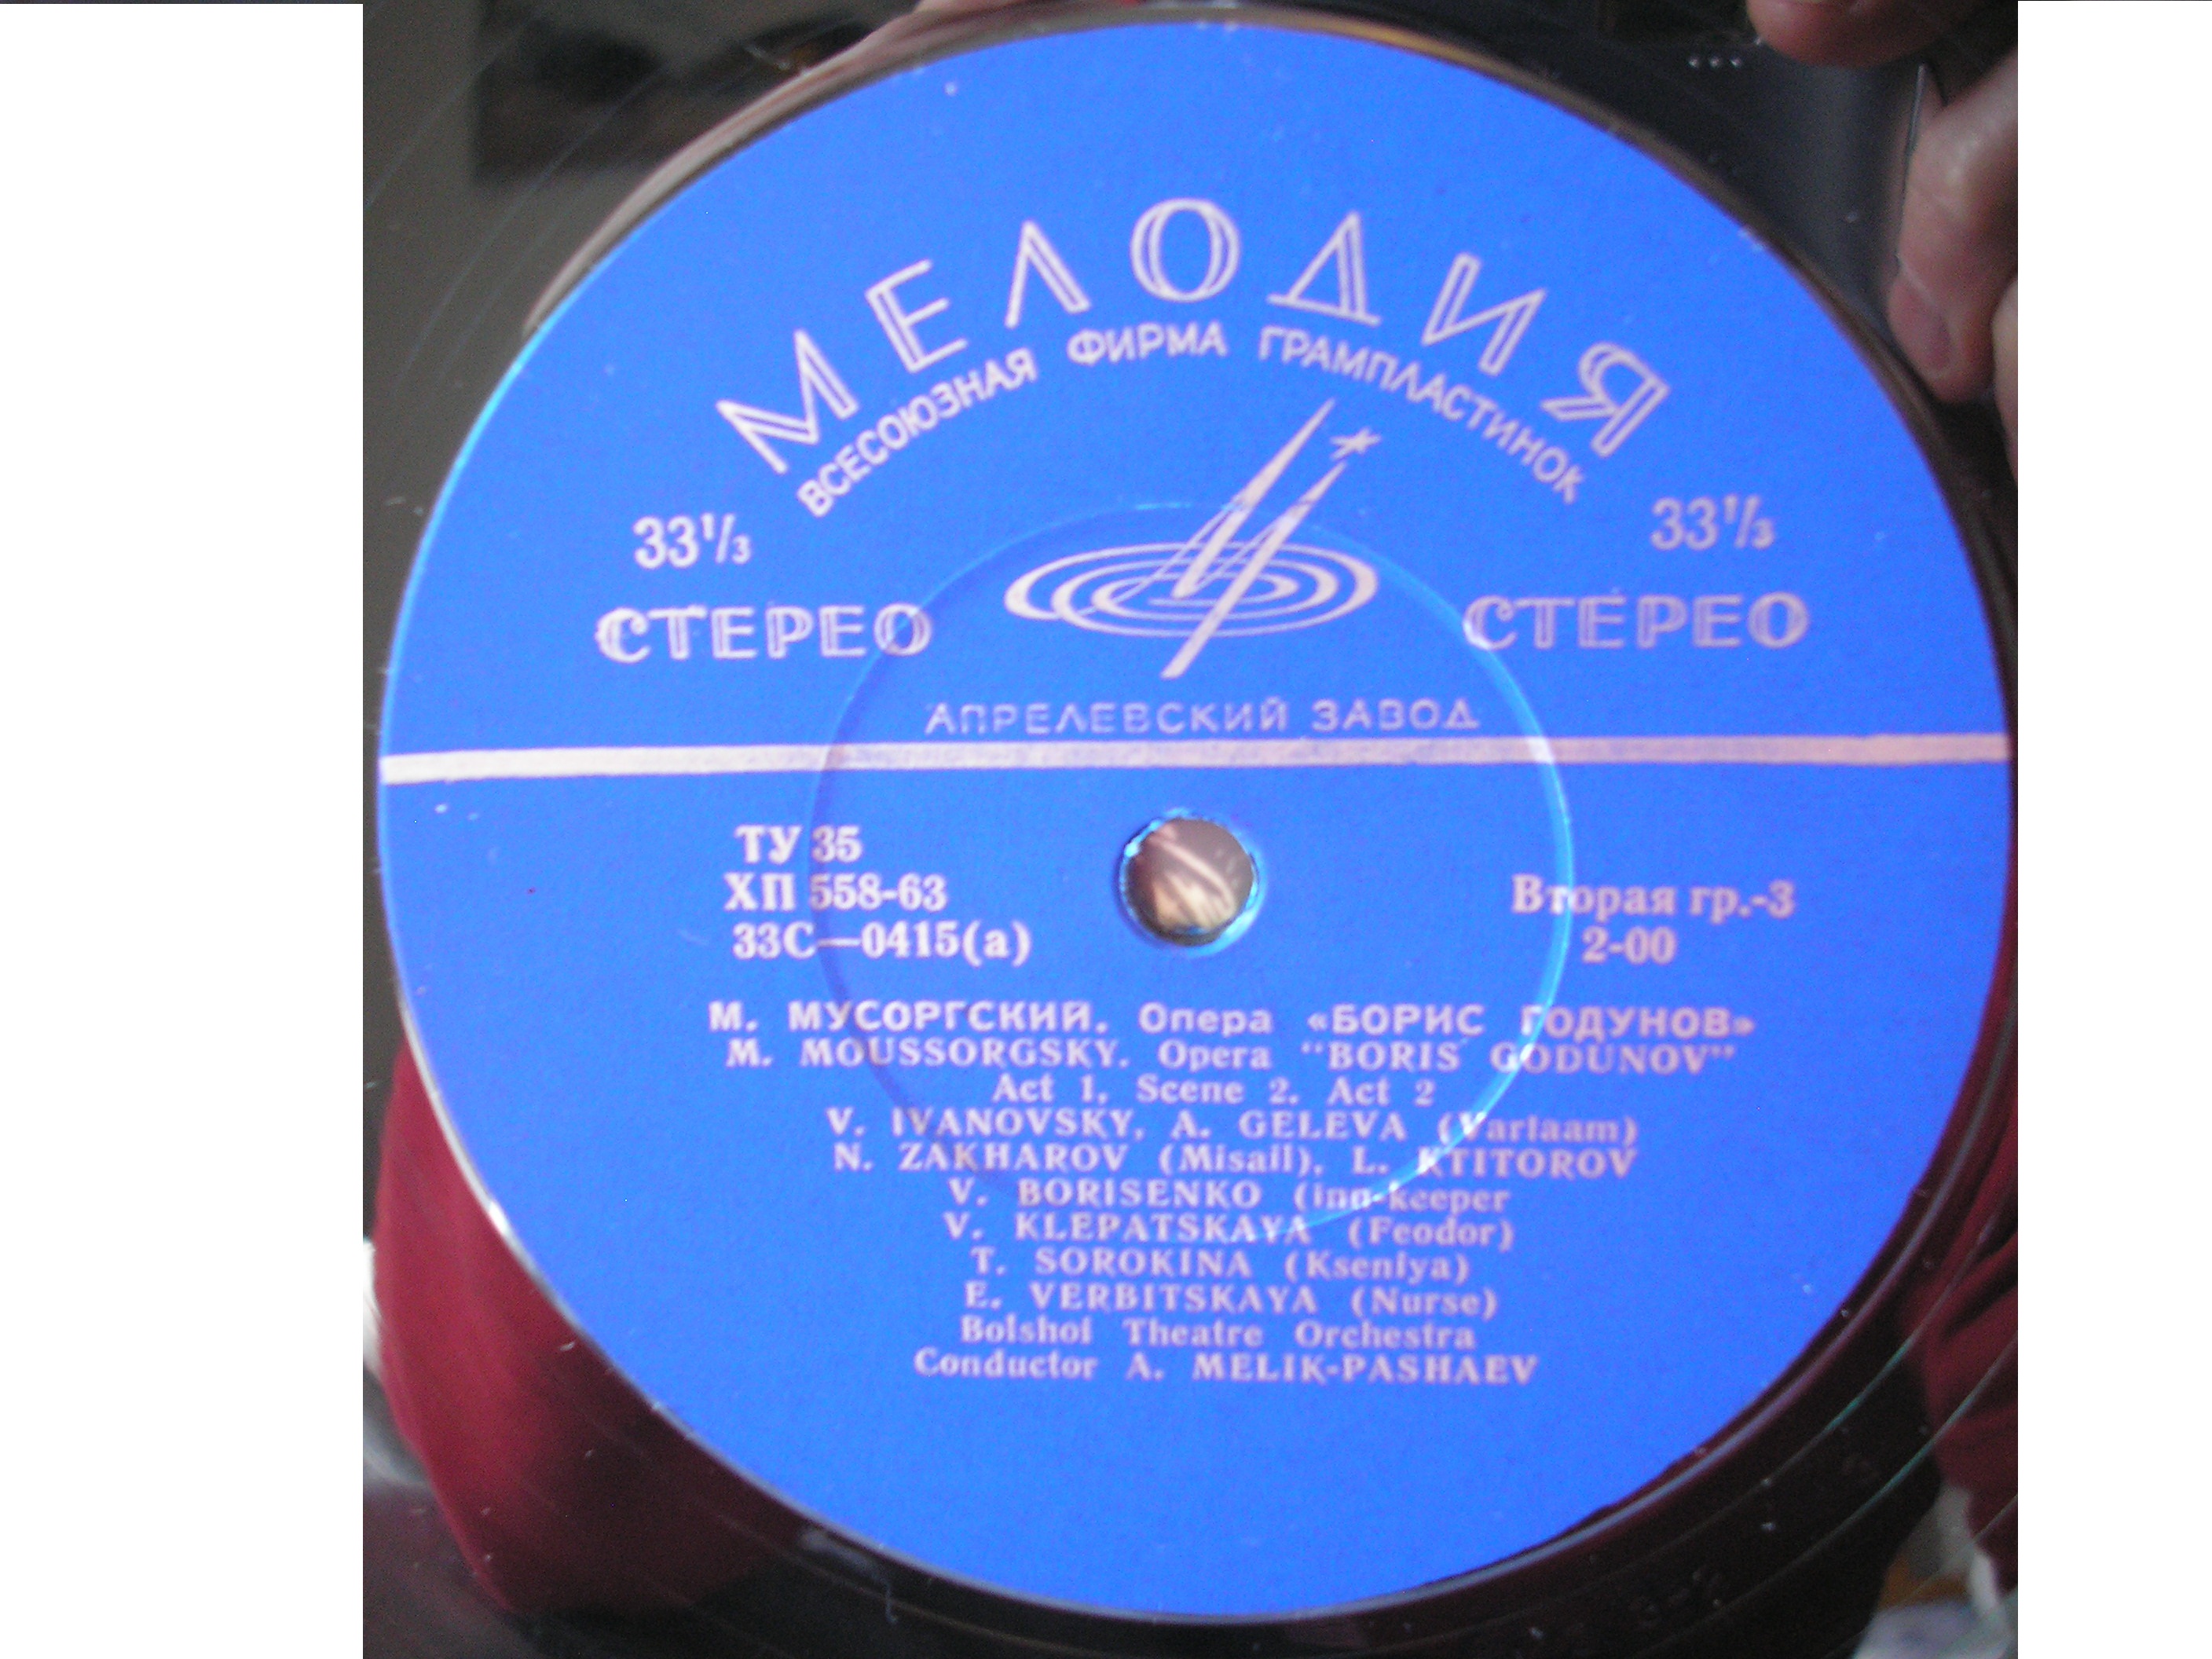 МЕЛОДИЯ
ВСЕСОЮЗНАЯ ФИРМА ГРАМПЛАСТИНОК
33⅓ 33⅓
СТЕРЕО СТЕРЕО
АПРЕЛЕВСКИЙ ЗАВОД
ТУ 35
ХП 558-63 Вторая гр.-3
33С—0415(а) 2-00
М. МУСОРГСКИЙ. Опера «БОРИС ГОДУНОВ»
M. MOUSSORGSKY. Opera "BORIS GODUNOV"
Act 1, Scene 2. Act 2
V. IVANOVSKY, A. GELEVA (Varlaam)
N. ZAKHAROV (Misail), L. KTITOROV
V. BORISENKO (inn-keeper
V. KLEPATSKAYA (Feodor)
T. SOROKINA (Kseniya)
E. VERBITSKAYA (Nurse)
Bolshoi Theatre Orchestra
Conductor A. MELIK-PASHAEV